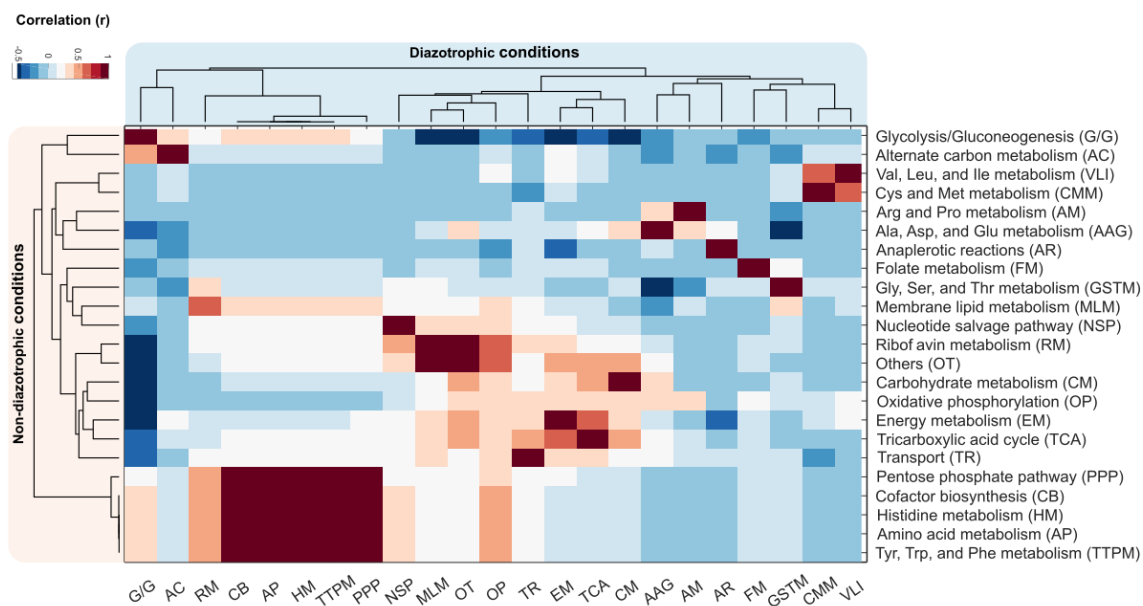 Correlation (r)
-0.5 0 0.5 1
Diazotrophic conditions
Non-diazotrophic conditions
Glycolysis/Gluconeogenesis (G/G)
Alternate carbon metabolism (AC)
Val, Leu, and Ile metabolism (VLI)
Cys and Met metabolism (CMM)
Arg and Pro metabolism (AM)
Ala, Asp, and Glu metabolism (AAG)
Anaplerotic reactions (AR)
Folate metabolism (FM)
Gly, Ser, and Thr metabolism (GSTM)
Membrane lipid metabolism (MLM)
Nucleotide salvage pathway (NSP)
Ribof avin metabolism (RM)
Others (OT)
Carbohydrate metabolism (CM)
Oxidative phosphorylation (OP)
Energy metabolism (EM)
Tricarboxylic acid cycle (TCA)
Transport (TR)
Pentose phosphate pathway (PPP)
Cofactor biosynthesis (CB)
Histidine metabolism (HM)
Amino acid metabolism (AP)
Tyr, Trp, and Phe metabolism (TTPM)
G/G AC RM CB AP HM TTPM PPP NSP MLM OT OP TR EM TCA CM AAG AM AR FM GSTM CMM VLI